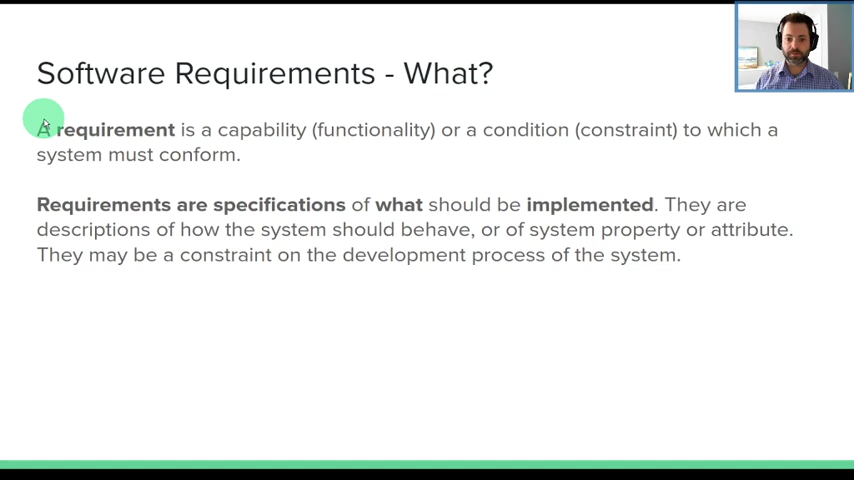 Software Requirements - What?
A requirement is a capability (functionality) or a condition (constraint) to which a
system must conform.
Requirements are specifications of what should be implemented. They are
descriptions of how the system should behave, or of system property or attribute.
They may be a constraint on the development process of the system.